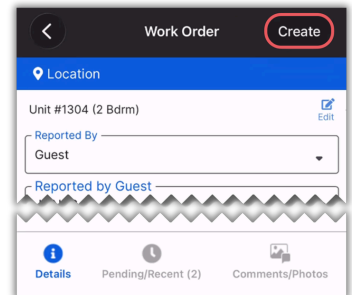 Work Order
Create
Location
Unit #1304 (2 Bdrm)
Edit
Reported By
Guest
Reported by Guest
Details
Pending/Recent (2)
Comments/Photos